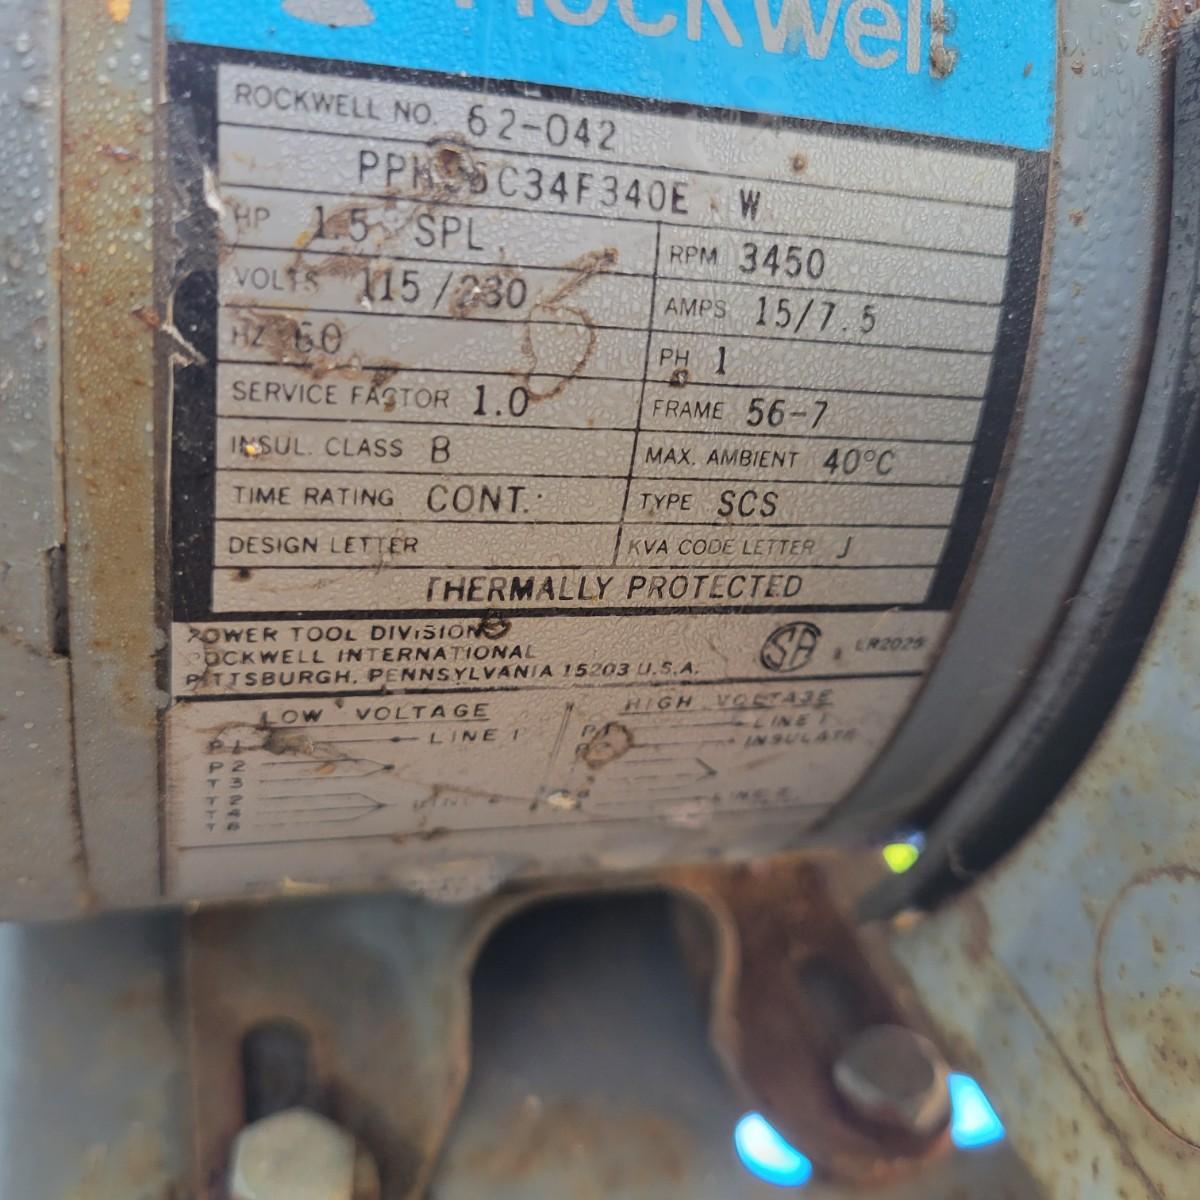 Rockwell
ROCKWELL NO. 62-042
C34F340E W
HP 1.5 SPL RPM 3450
VOLTS 115/230 AMPS 15/7.5
HZ 60 PH 1
SERVICE FACTOR 1.0 FRAME 56-7
INSUL. CLASS B MAX. AMBIENT 40°C
TIME RATING CONT. TYPE SCS
DESIGN LETTER KVA CODE LETTER J
THERMALLY PROTECTED
POWER TOOL DIVISION
ROCKWELL INTERNATIONAL
PITTSBURGH, PENNSYLVANIA 15203 U.S.A.
SA
LOW VOLTAGE HIGH VOLTAGE
P1 LINE 1 P1 LINE 1
P2 INSULATE
T3
T2
T4